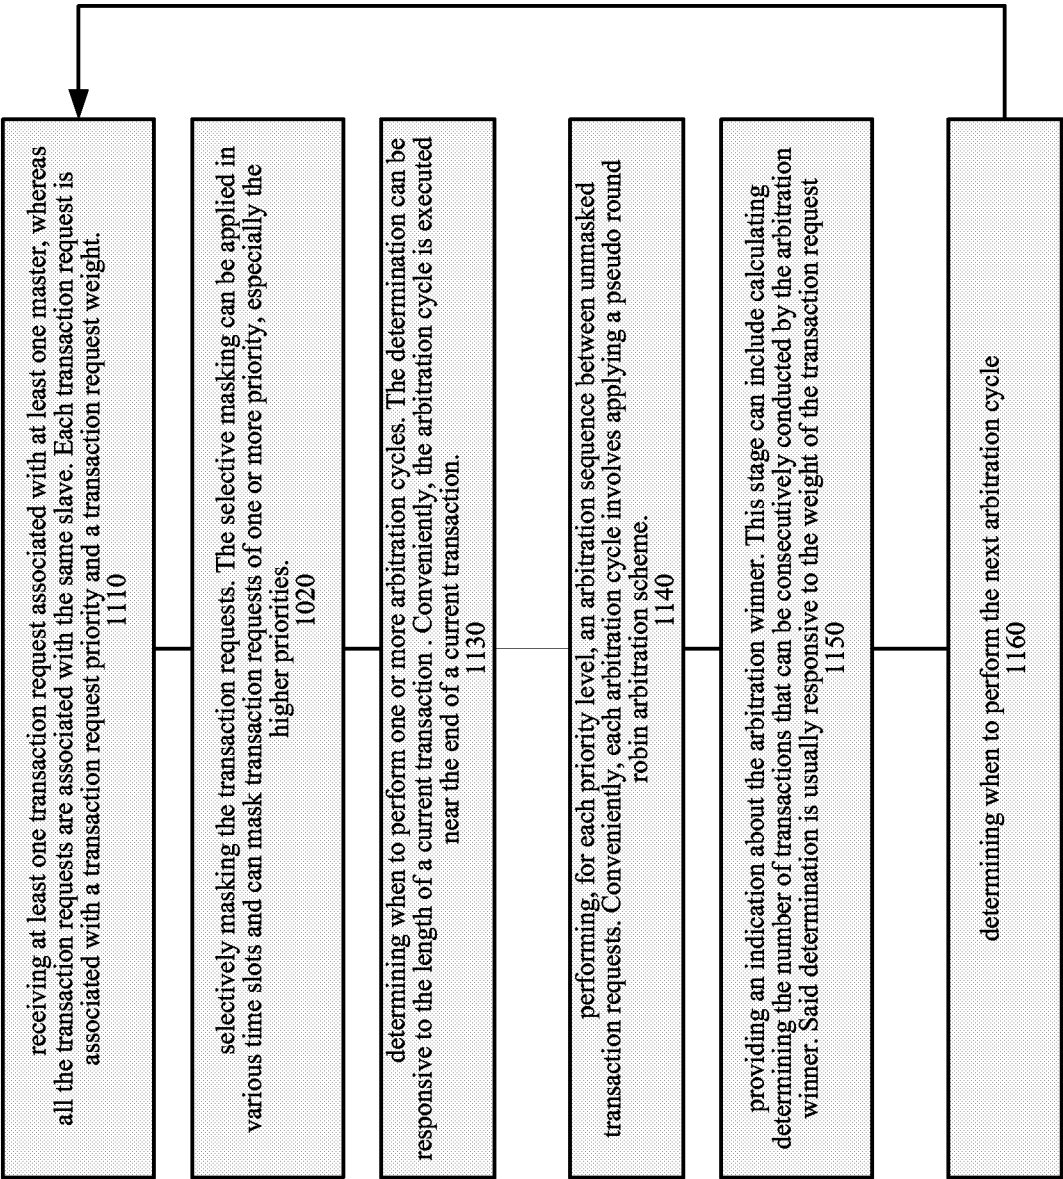 receiving at least one transaction request associated with at least one master, whereas
all the transaction requests are associated with the same slave. Each transaction request is
associated with a transaction request priority and a transaction request weight.
1110
selectively masking the transaction requests. The selective masking can be applied in
various time slots and can mask transaction requests of one or more priority, especially the
higher priorities.
1020
determining when to perform one or more arbitration cycles. The determination can be
responsive to the length of a current transaction . Conveniently, the arbitration cycle is executed
near the end of a current transaction.
1130
performing, for each priority level, an arbitration sequence between unmasked
transaction requests. Conveniently, each arbitration cycle involves applying a pseudo round
robin arbitration scheme.
1140
providing an indication about the arbitration winner. This stage can include calculating
determining the number of transactions that can be consecutively conducted by the arbitration
winner. Said determination is usually responsive to the weight of the transaction request
1150
determining when to perform the next arbitration cycle
1160